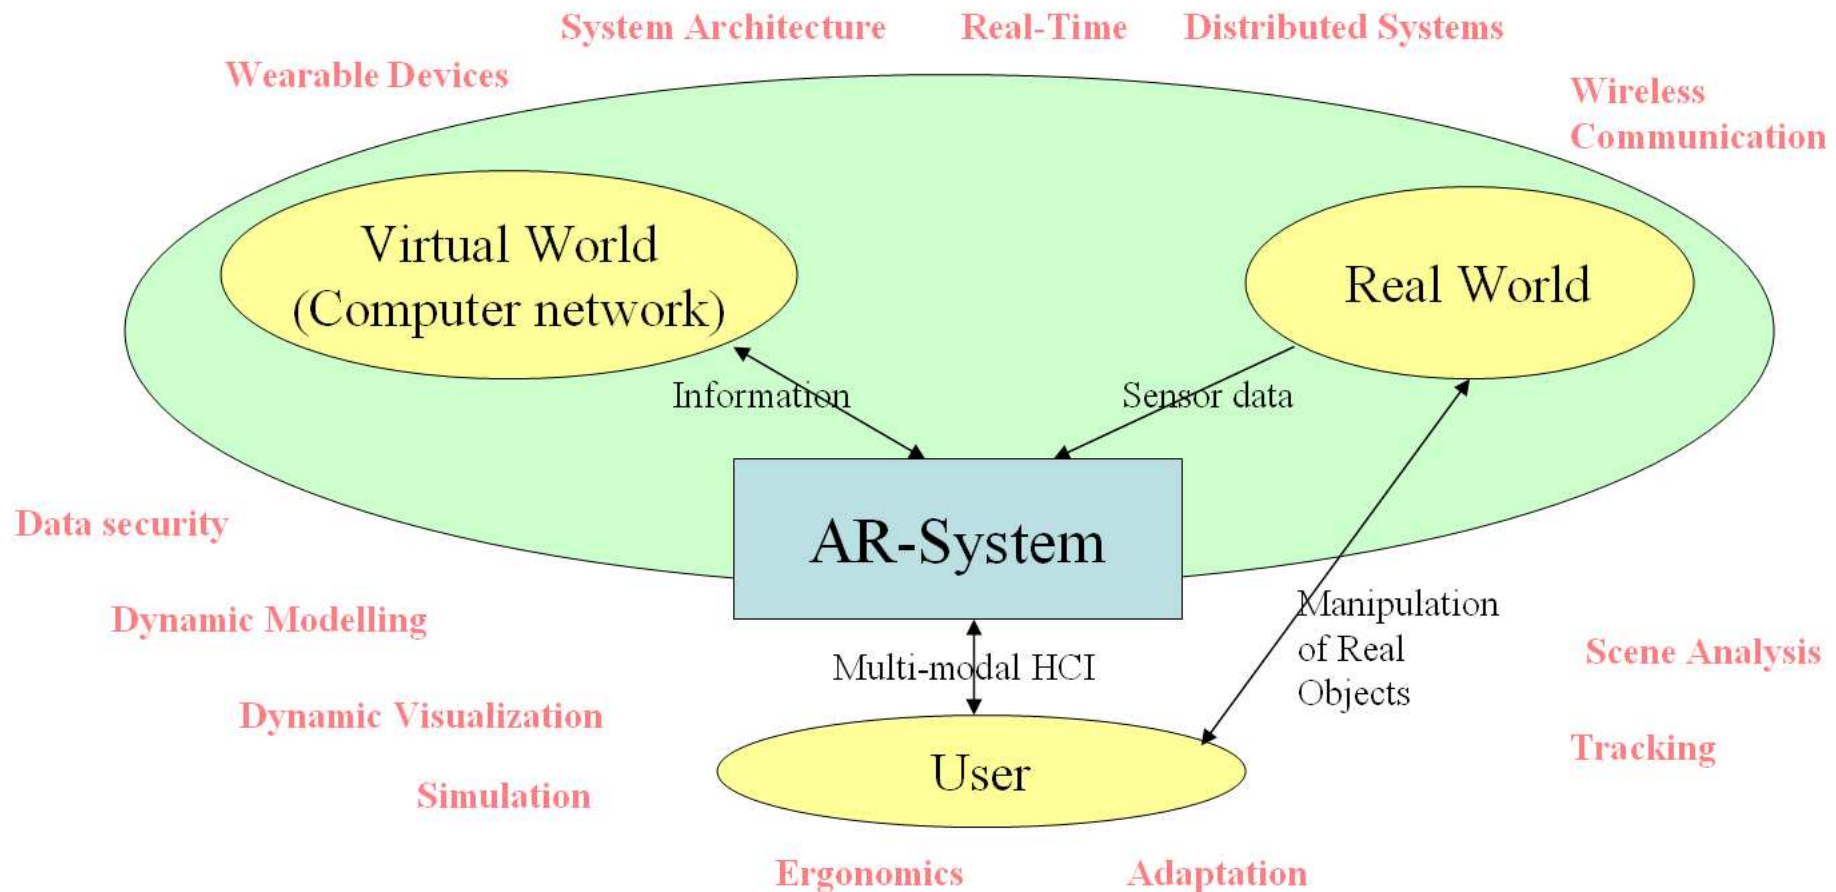 System Architecture
Real-Time
Distributed Systems
Wearable Devices
Wireless
Communication
Virtual World
(Computer network)
Real World
Information
Sensor data
Data security
AR-System
Dynamic Modelling
Manipulation
of Real
Objects
Scene Analysis
Multi-modal HCI
Dynamic Visualization
Tracking
User
Simulation
Ergonomics
Adaptation